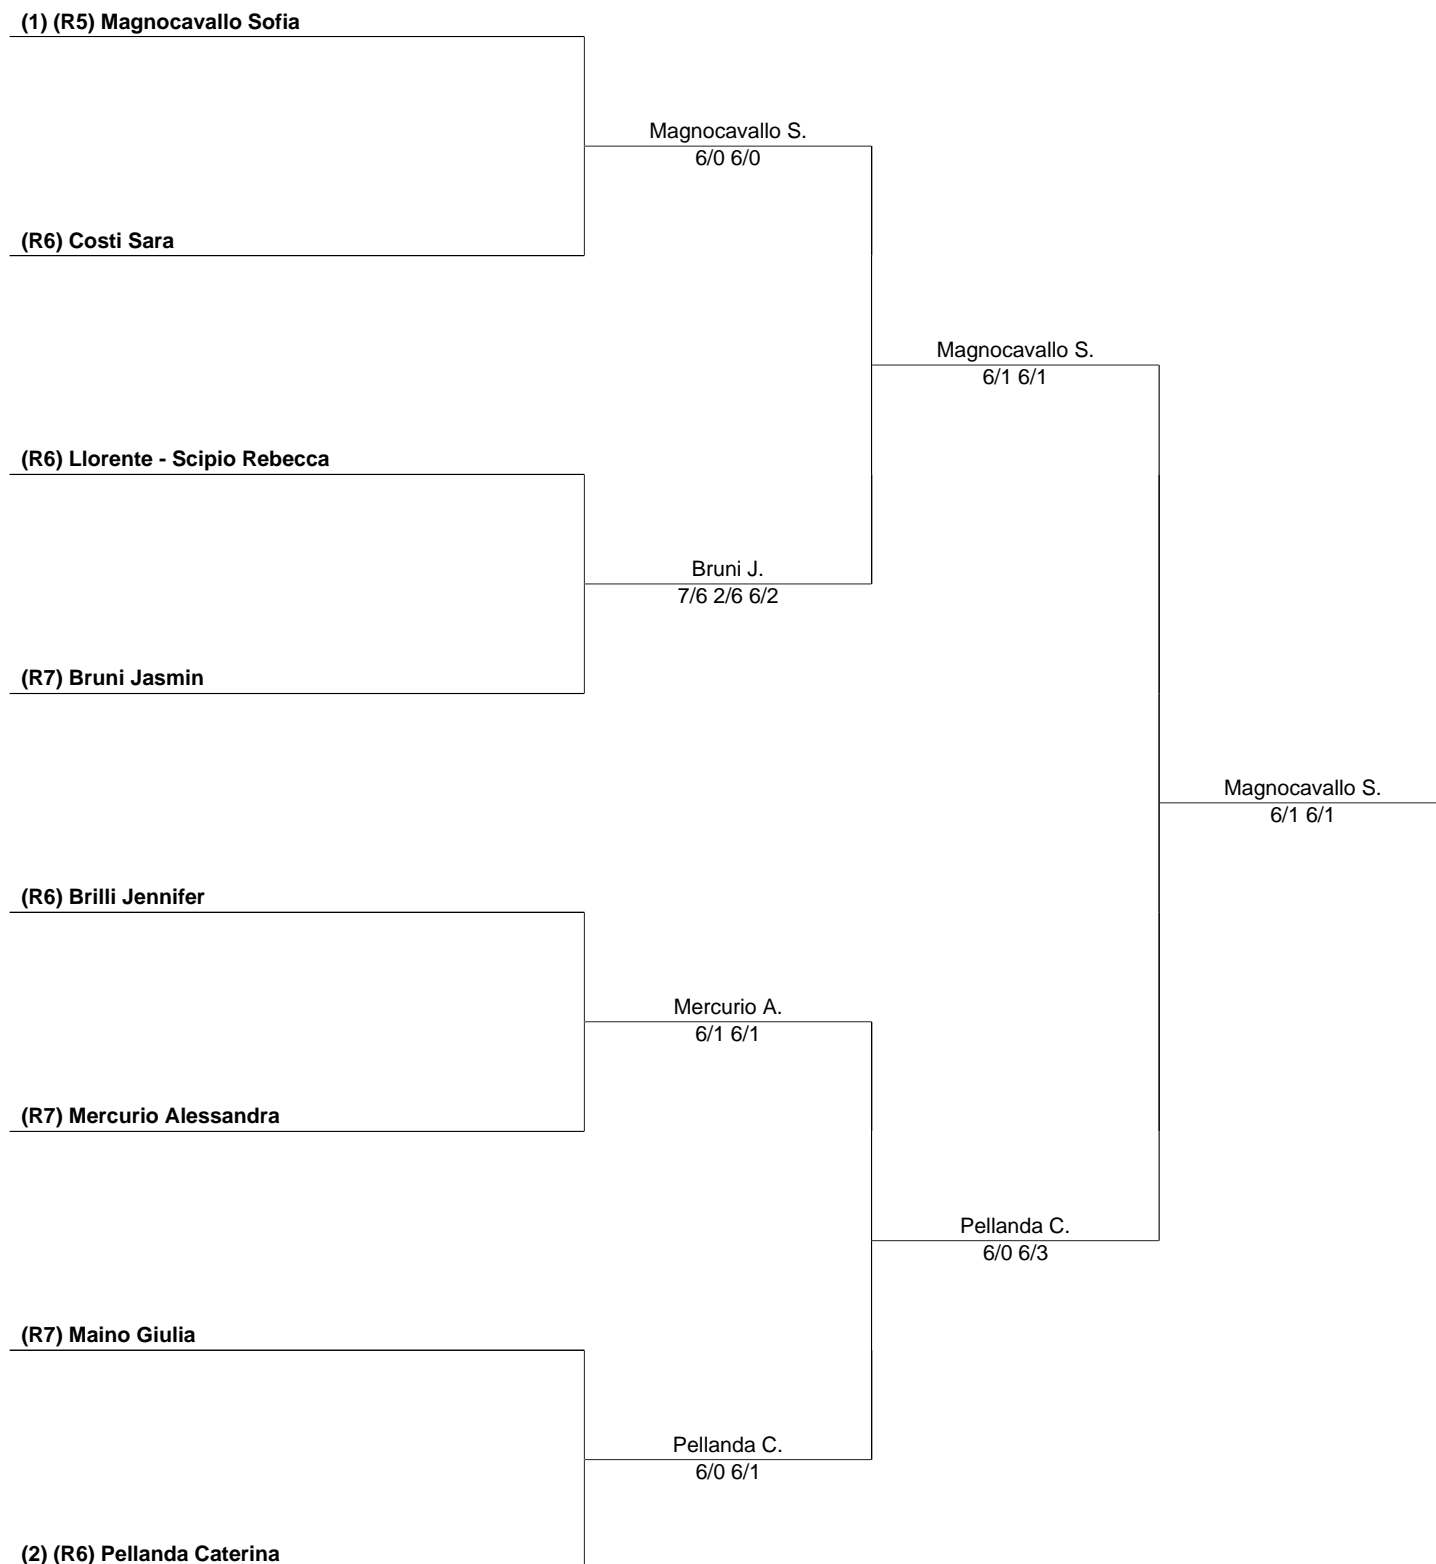 (1) (R5) Magnocavallo Sofia
Magnocavallo S.
6/0 6/0
(R6) Costi Sara
Magnocavallo S.
6/1 6/1
(R6) Llorente - Scipio Rebecca
Bruni J.
7/6 2/6 6/2
(R7) Bruni Jasmin
Magnocavallo S.
6/1 6/1
(R6) Brilli Jennifer
Mercurio A.
6/1 6/1
(R7) Mercurio Alessandra
Pellanda C.
6/0 6/3
(R7) Maino Giulia
Pellanda C.
6/0 6/1
(2) (R6) Pellanda Caterina